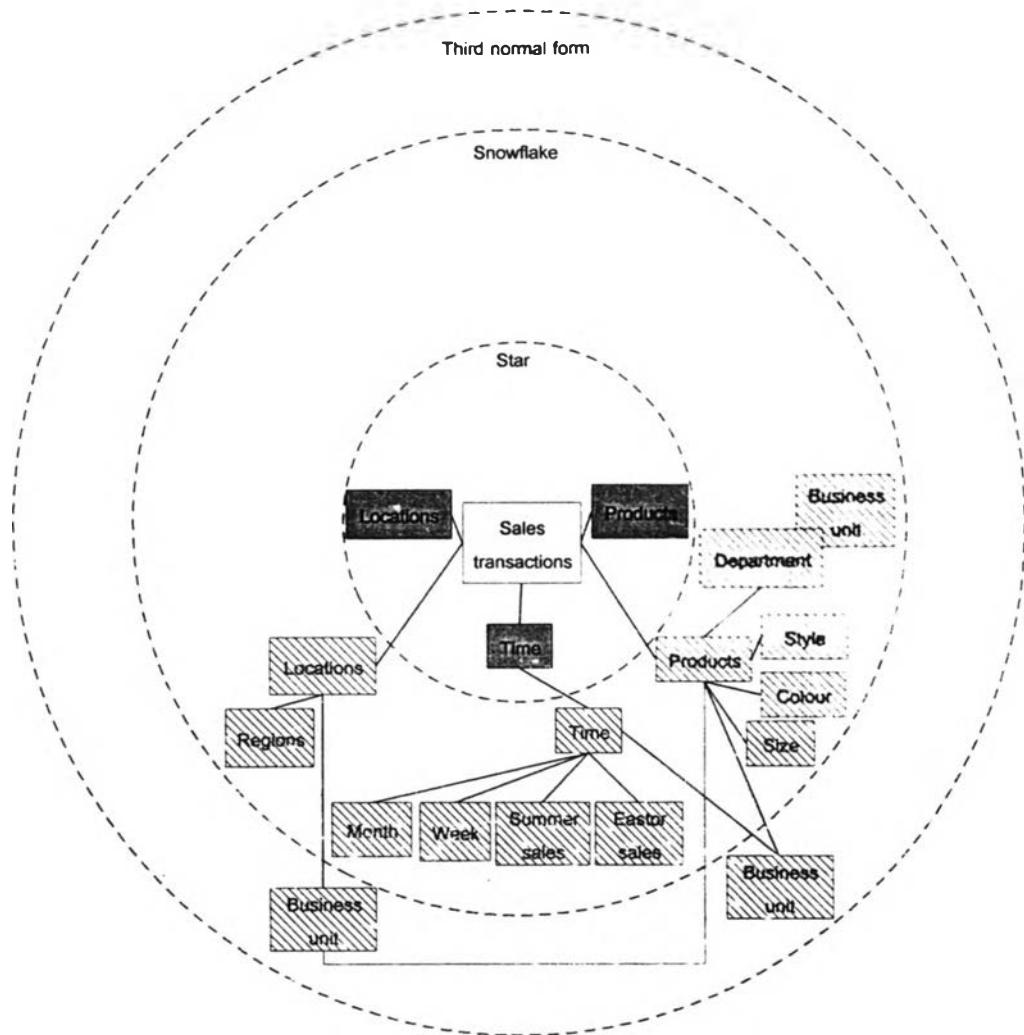 Third normal form
Snowflake
Star
Locations
Sales
transactions
Products
Business
unit
Department
Time
Style
Locations
Products
Colour
Regions
Time
Size
Month
Week
Summer
sales
Eastor
sales
Business
unit
Business
unit